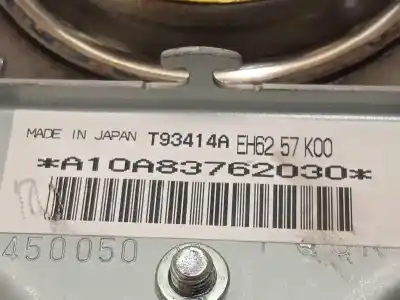 MADE IN JAPAN T93414A EH62 57 K00
*A10A83762030*
450050